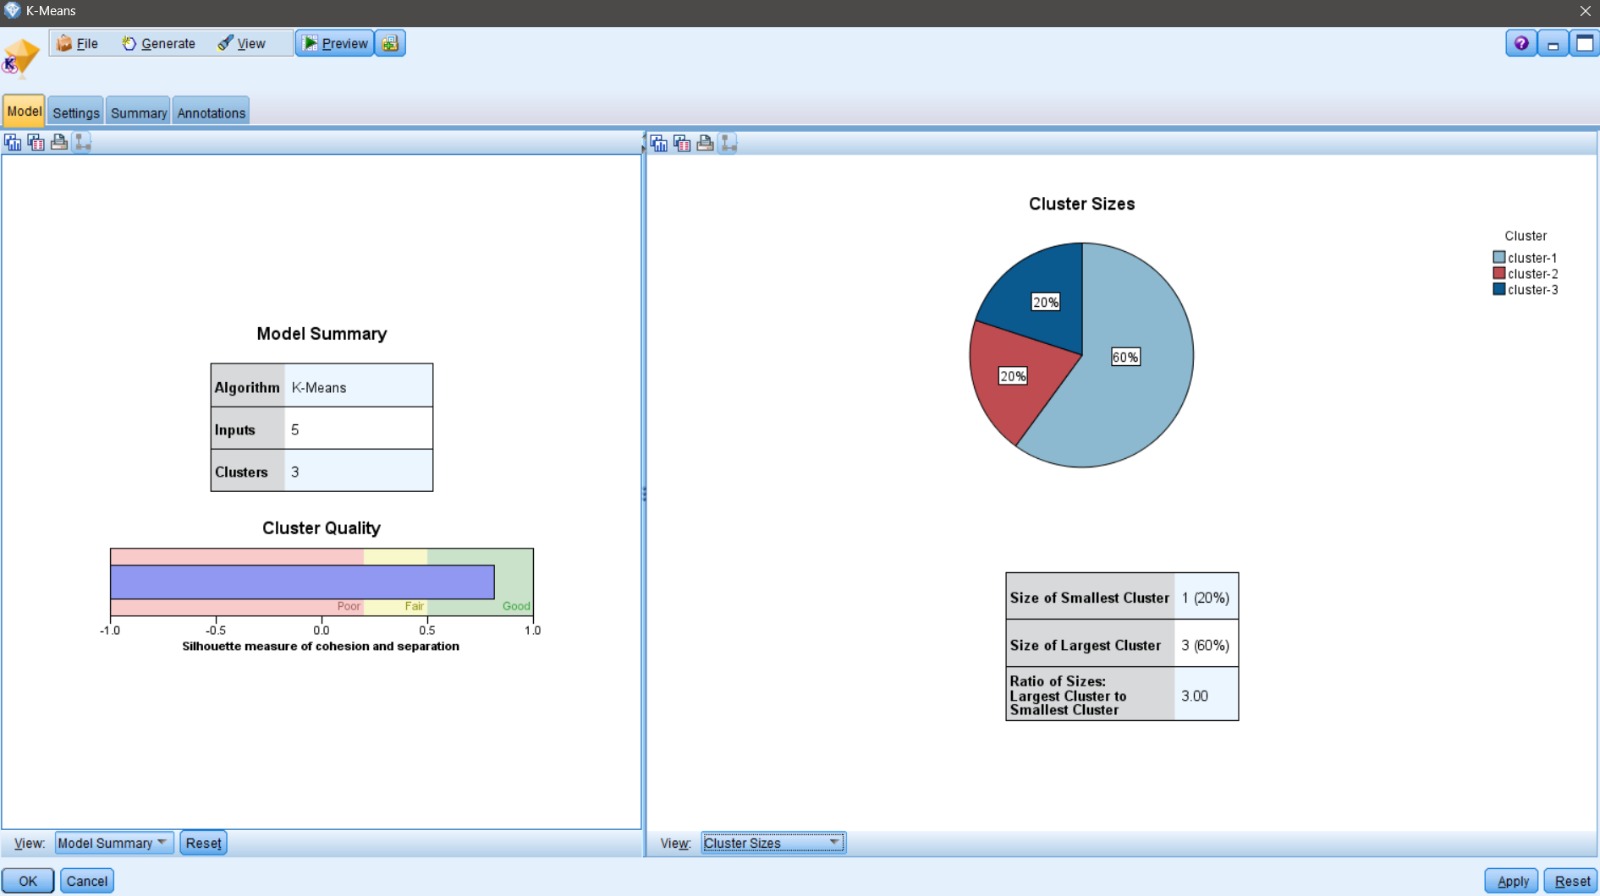 K-Means
File Generate View Preview
Model Settings Summary Annotations
Model Summary
Algorithm K-Means
Inputs 5
Clusters 3
Cluster Quality
Poor Fair Good
-1.0 -0.5 0.0 0.5 1.0
Silhouette measure of cohesion and separation
View: Model Summary Reset
Cluster Sizes
20%
60%
20%
Cluster
cluster-1
cluster-2
cluster-3
Size of Smallest Cluster 1 (20%)
Size of Largest Cluster 3 (60%)
Ratio of Sizes:
Largest Cluster to 3.00
Smallest Cluster
View: Cluster Sizes
OK Cancel Apply Reset